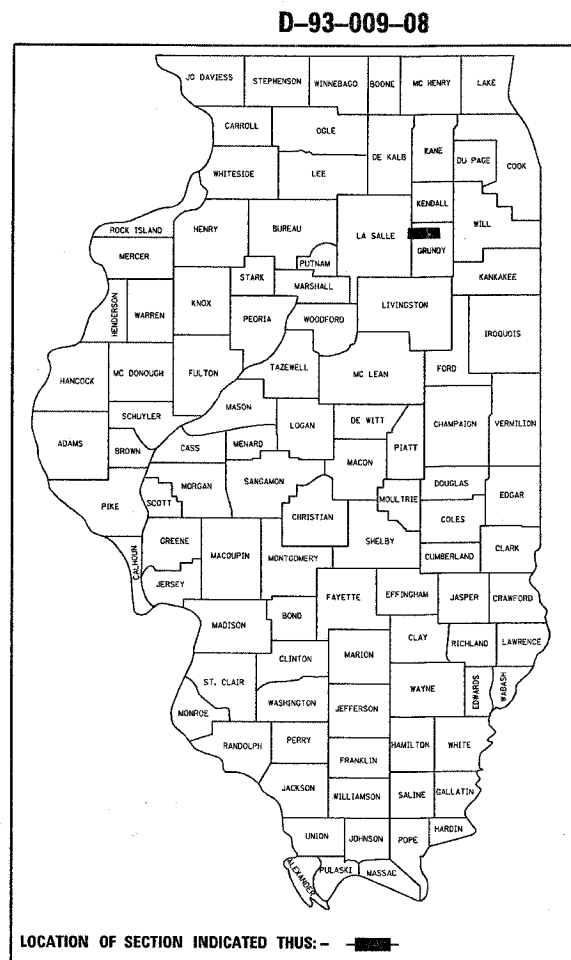 D-93-009-08
JO DAVIESS STEPHENSON WINNEBAGO BOONE MC HENRY LAKE
CARROLL OGLE DE KALB KANE DU PAGE COOK
WHITESIDE LEE
KENDALL
ROCK ISLAND HENRY BUREAU LA SALLE WILL
GRUNDY
MERCER PUTNAM
STARK MARSHALL KANKAKEE
HENDERSON WARREN KNOX PEORIA WOODFORD LIVINGSTON IROQUOIS
HANCOCK MC DONOUGH FULTON TAZEWELL MC LEAN FORD
MASON
SCHUYLER LOGAN DE WITT CHAMPAIGN VERMILION
ADAMS BROWN CASS MENARD MACON PIATT
MORGAN SANGAMON DOUGLAS
PIKE SCOTT CHRISTIAN MOULTRIE EDGAR
COLES
GREENE MACOUPIN SHELBY
CALHOUN MONTGOMERY CUMBERLAND CLARK
JERSEY
FAYETTE EFFINGHAM JASPER CRAWFORD
MADISON BOND
CLAY RICHLAND LAWRENCE
CLINTON MARION
ST. CLAIR WAYNE EDWARDS WABASH
WASHINGTON JEFFERSON
MONROE
RANDOLPH PERRY HAMILTON WHITE
FRANKLIN
JACKSON WILLIAMSON SALINE GALLATIN
UNION JOHNSON POPE HARDIN
ALEXANDER PULASKI MASSAC
LOCATION OF SECTION INDICATED THUS: -